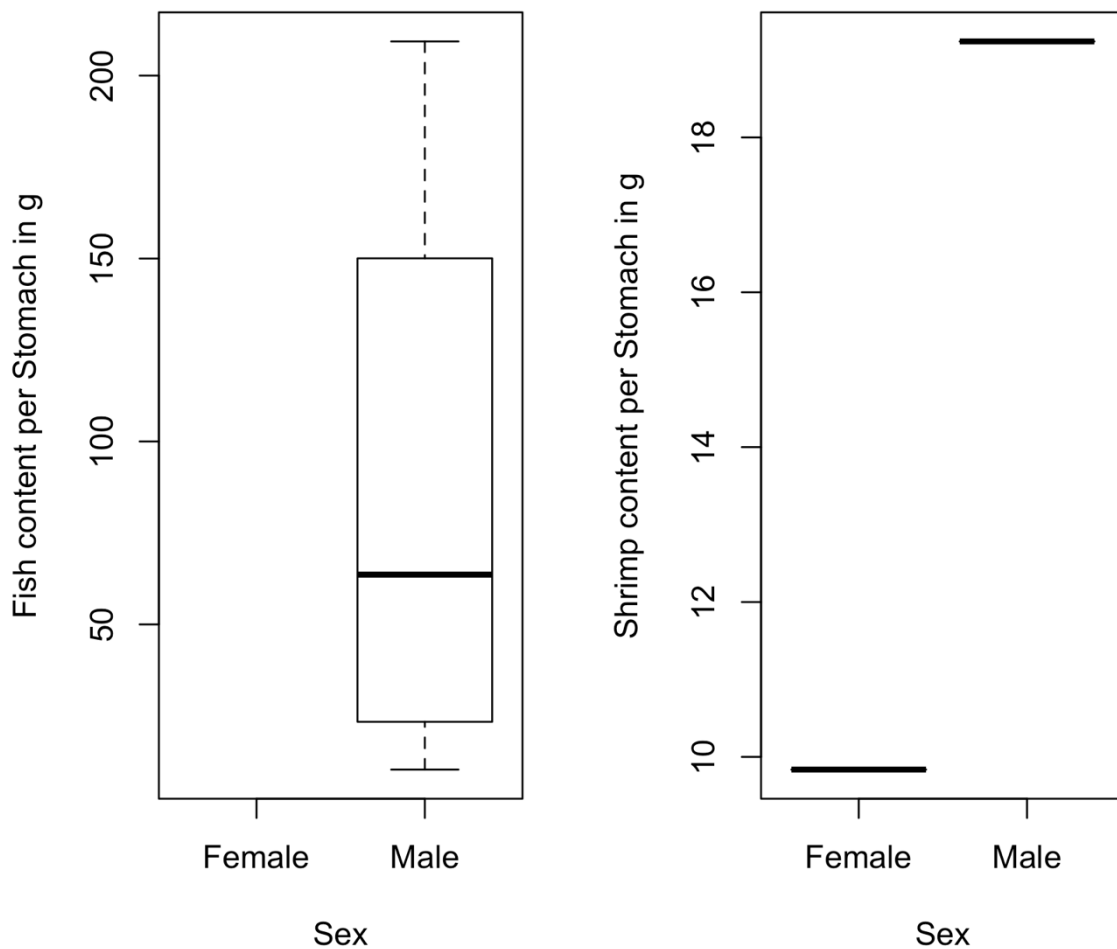 Fish content per Stomach in g
200
150
100
50
Female
Male
Sex
Shrimp content per Stomach in g
18
16
14
12
10
Female
Male
Sex